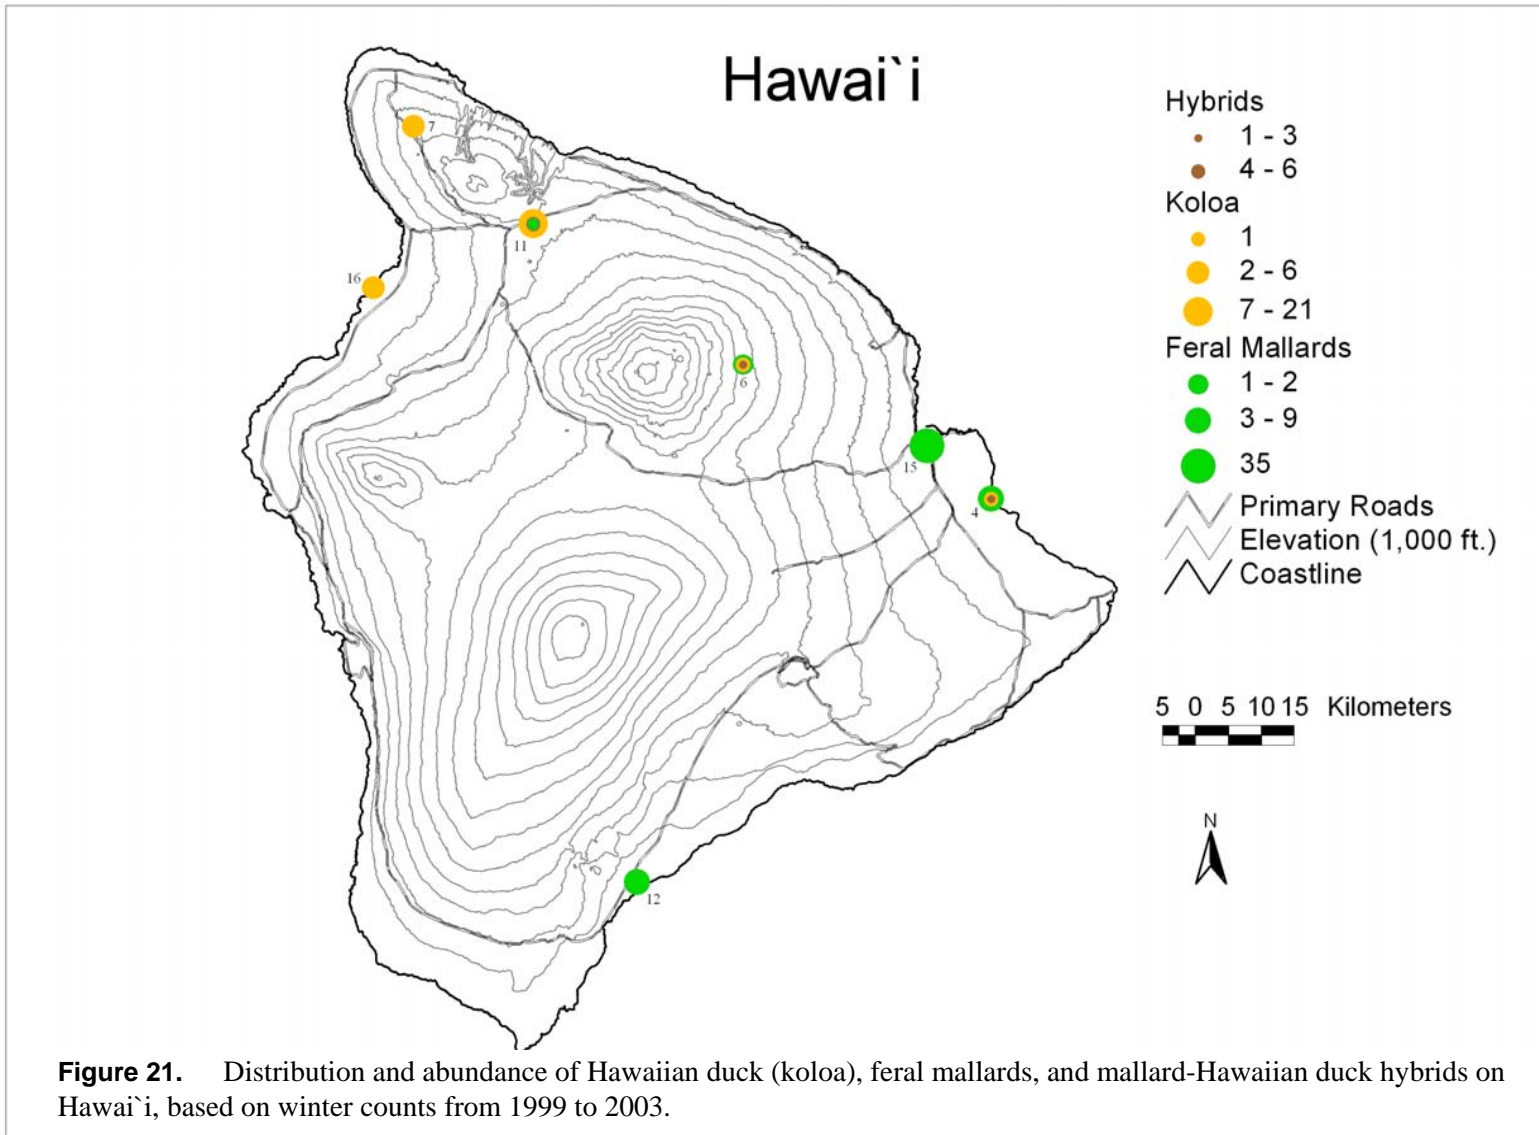 Hawai`i
7
11
16
6
15
4
12
Hybrids
1 - 3
4 - 6
Koloa
1
2 - 6
7 - 21
Feral Mallards
1 - 2
3 - 9
35
Primary Roads
Elevation (1,000 ft.)
Coastline
5 0 5 10 15 Kilometers
N
Figure 21. Distribution and abundance of Hawaiian duck (koloa), feral mallards, and mallard-Hawaiian duck hybrids on
Hawai`i, based on winter counts from 1999 to 2003.